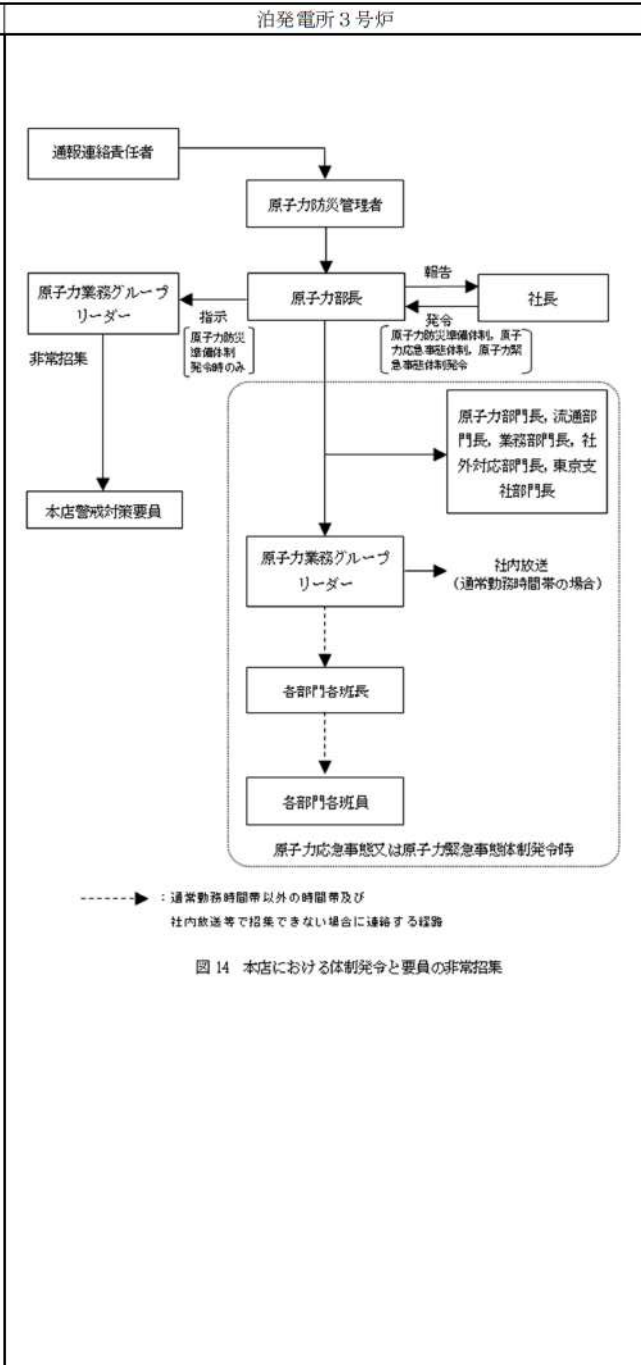 泊発電所3号炉
通報連絡責任者
原子力防災管理者
原子力業務グループ
リーダー
指示
原子力防災
準備体制
発令時のみ
原子力部長
報告
発令
原子力防災準備体制，原子
力応急事態体制，原子力緊
急事態体制発令
社長
非常招集
本店警戒対策要員
原子力部門長，流通部
門長，業務部門長，社
外対応部門長，東京支
社部門長
原子力業務グループ
リーダー
社内放送
（通常勤務時間帯の場合）
各部門各班長
各部門各班員
原子力応急事態又は原子力緊急事態体制発令時
：通常勤務時間帯以外の時間帯及び
社内放送等で招集できない場合に連絡する経路
図 14 本店における体制発令と要員の非常招集